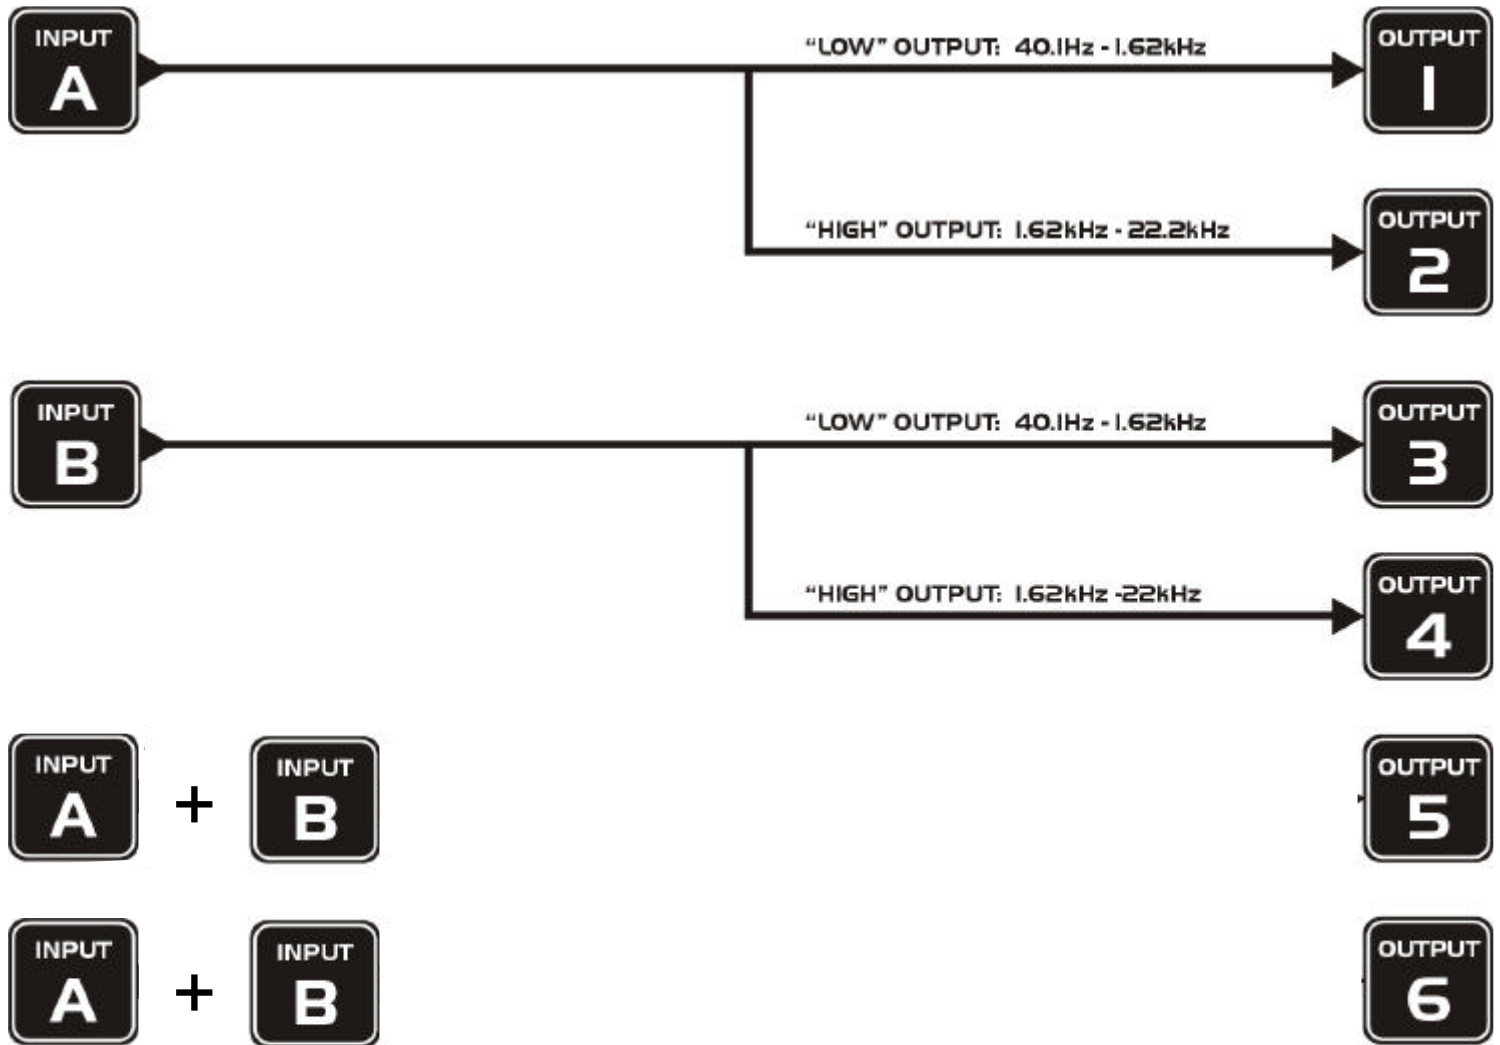 INPUT
A
"LOW" OUTPUT: 40.1Hz - 1.62kHz
OUTPUT
1
"HIGH" OUTPUT: 1.62kHz - 22.2kHz
OUTPUT
2
INPUT
B
"LOW" OUTPUT: 40.1Hz - 1.62kHz
OUTPUT
3
"HIGH" OUTPUT: 1.62kHz -22kHz
OUTPUT
4
INPUT
A
+
INPUT
B
OUTPUT
5
INPUT
A
+
INPUT
B
OUTPUT
6